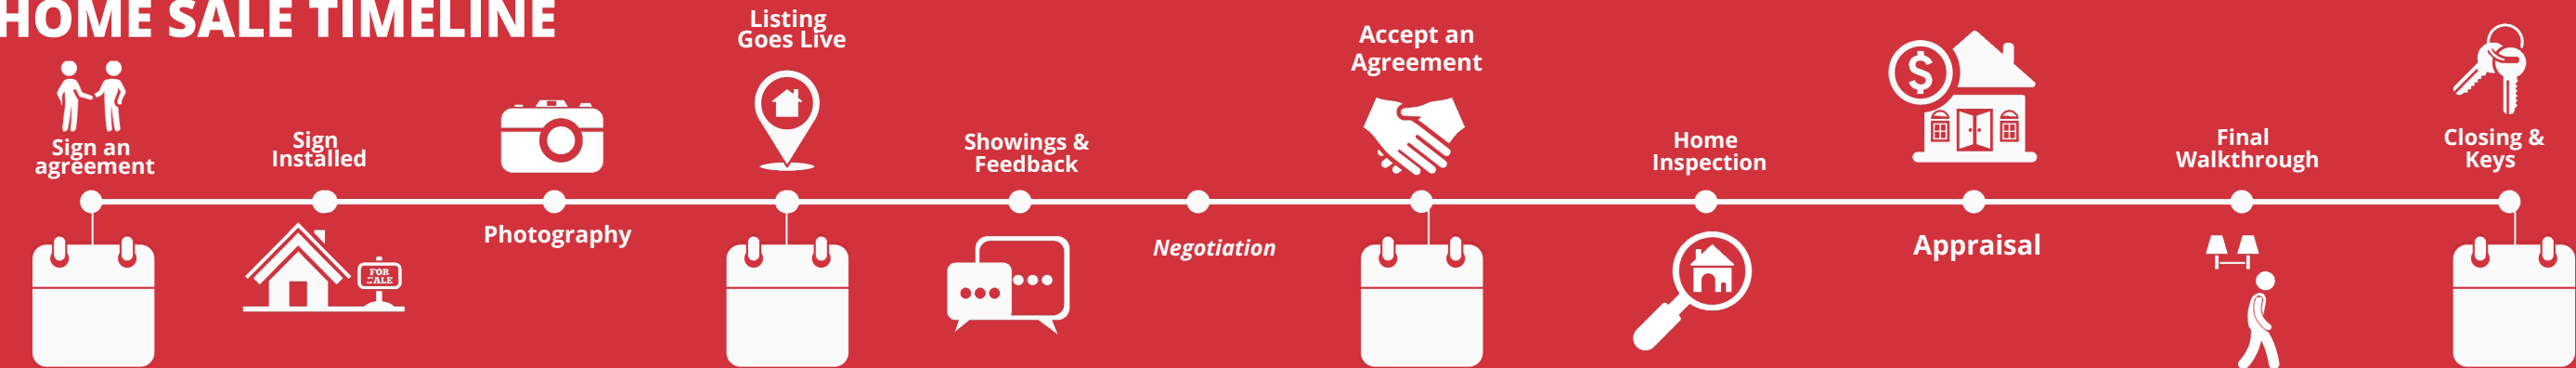 HOME SALE TIMELINE
Sign an
agreement
Sign
Installed
FOR
SALE
Photography
Listing
Goes Live
Showings &
Feedback
Negotiation
Accept an
Agreement
Home
Inspection
$
Appraisal
Final
Walkthrough
Closing &
Keys